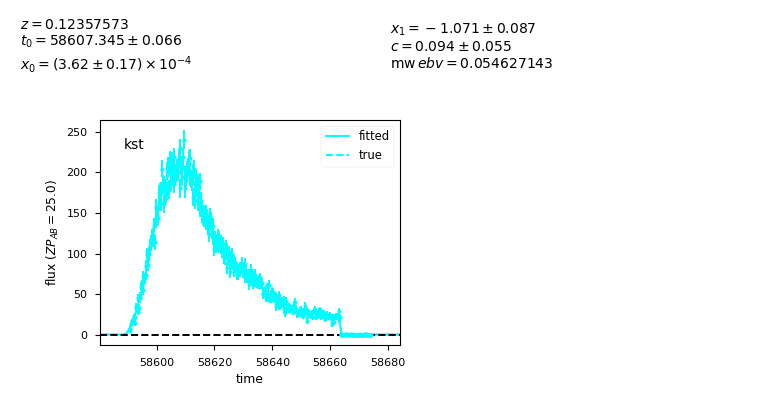 z = 0.12357573
t₀ = 58607.345 ± 0.066
x₀ = (3.62 ± 0.17) × 10⁻⁴
x₁ = −1.071 ± 0.087
c = 0.094 ± 0.055
mw ebv = 0.054627143
kst
fitted
true
250
200
150
100
50
0
flux (ZP_AB = 25.0)
58600 58620 58640 58660 58680
time